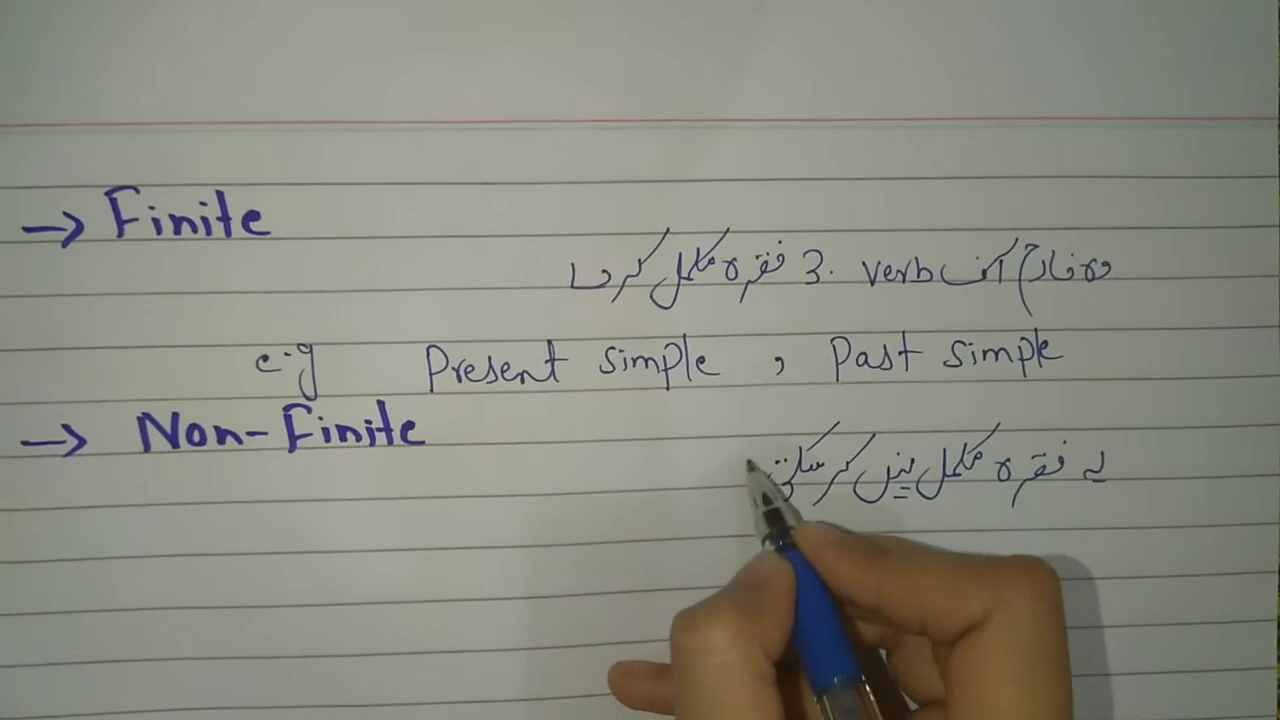 → Finite
وہ فارم آف verb. 3 فقرہ مکمل کرے
e.g Present simple , Past simple
→ Non-Finite
یہ فقرہ مکمل نہیں کر سکتی